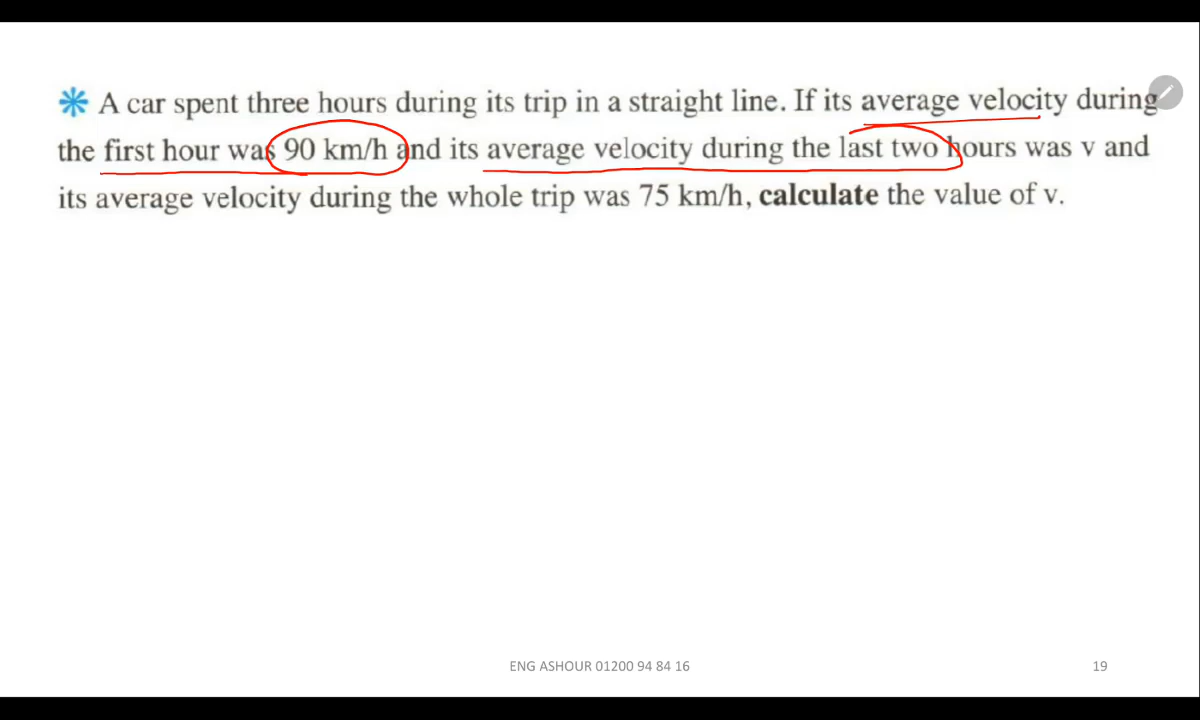 A car spent three hours during its trip in a straight line. If its average velocity during
the first hour was 90 km/h and its average velocity during the last two hours was v and
its average velocity during the whole trip was 75 km/h, calculate the value of v.
ENG ASHOUR 01200 94 84 16
19